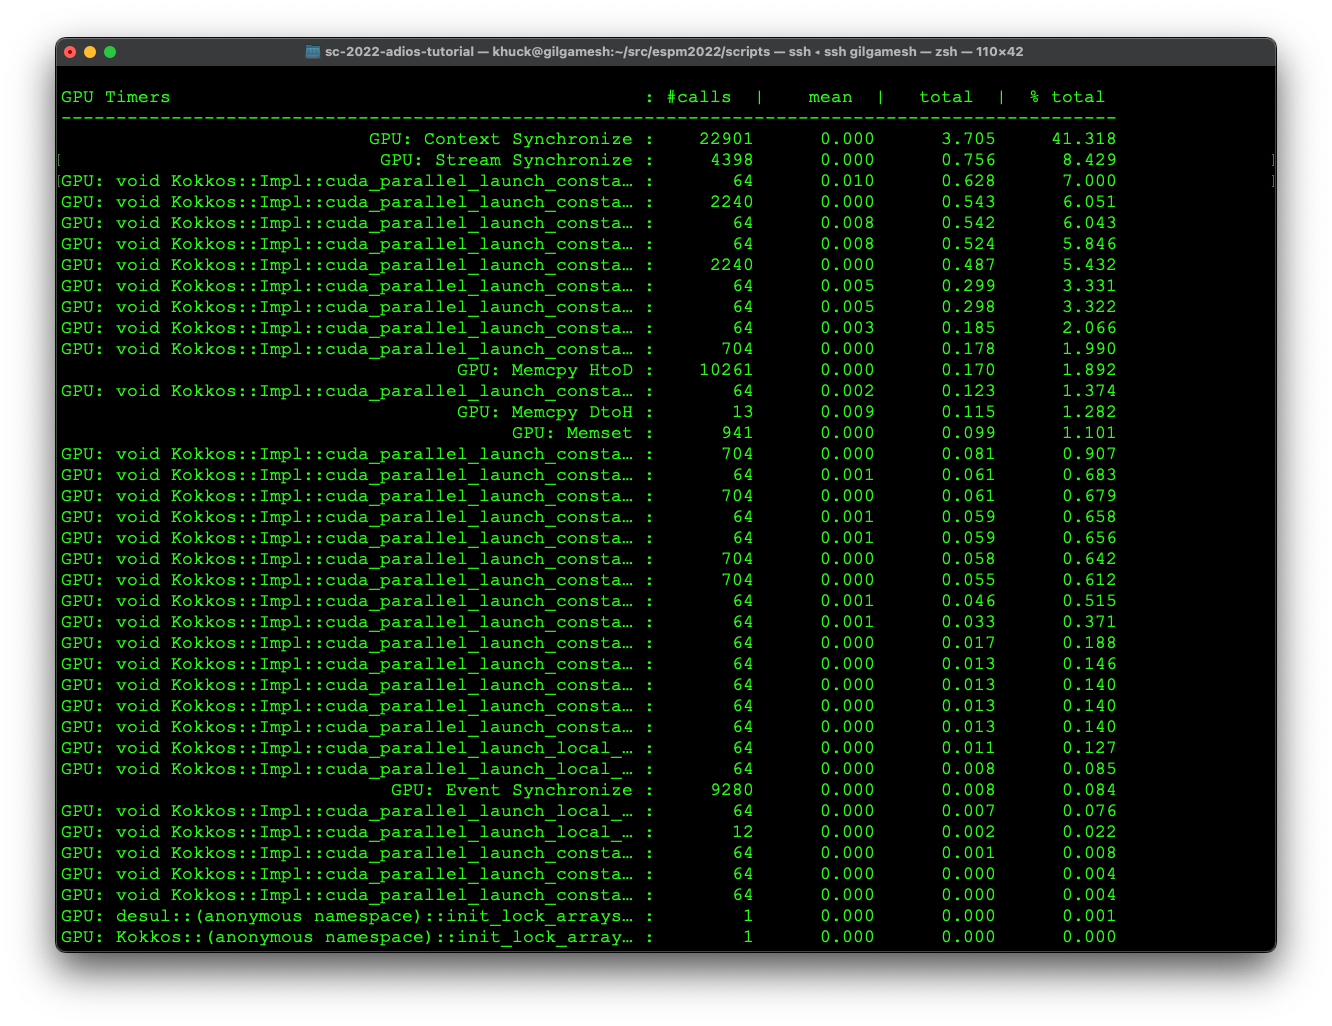 sc-2022-adios-tutorial — khuck@gilgamesh:~/src/espm2022/scripts — ssh ◂ ssh gilgamesh — zsh — 110×42
GPU Timers : #calls | mean | total | % total
------------------------------------------------------------------------------------------------
GPU: Context Synchronize : 22901 0.000 3.705 41.318
[ GPU: Stream Synchronize : 4398 0.000 0.756 8.429 ]
[GPU: void Kokkos::Impl::cuda_parallel_launch_consta… : 64 0.010 0.628 7.000 ]
GPU: void Kokkos::Impl::cuda_parallel_launch_consta… : 2240 0.000 0.543 6.051
GPU: void Kokkos::Impl::cuda_parallel_launch_consta… : 64 0.008 0.542 6.043
GPU: void Kokkos::Impl::cuda_parallel_launch_consta… : 64 0.008 0.524 5.846
GPU: void Kokkos::Impl::cuda_parallel_launch_consta… : 2240 0.000 0.487 5.432
GPU: void Kokkos::Impl::cuda_parallel_launch_consta… : 64 0.005 0.299 3.331
GPU: void Kokkos::Impl::cuda_parallel_launch_consta… : 64 0.005 0.298 3.322
GPU: void Kokkos::Impl::cuda_parallel_launch_consta… : 64 0.003 0.185 2.066
GPU: void Kokkos::Impl::cuda_parallel_launch_consta… : 704 0.000 0.178 1.990
GPU: Memcpy HtoD : 10261 0.000 0.170 1.892
GPU: void Kokkos::Impl::cuda_parallel_launch_consta… : 64 0.002 0.123 1.374
GPU: Memcpy DtoH : 13 0.009 0.115 1.282
GPU: Memset : 941 0.000 0.099 1.101
GPU: void Kokkos::Impl::cuda_parallel_launch_consta… : 704 0.000 0.081 0.907
GPU: void Kokkos::Impl::cuda_parallel_launch_consta… : 64 0.001 0.061 0.683
GPU: void Kokkos::Impl::cuda_parallel_launch_consta… : 704 0.000 0.061 0.679
GPU: void Kokkos::Impl::cuda_parallel_launch_consta… : 64 0.001 0.059 0.658
GPU: void Kokkos::Impl::cuda_parallel_launch_consta… : 64 0.001 0.059 0.656
GPU: void Kokkos::Impl::cuda_parallel_launch_consta… : 704 0.000 0.058 0.642
GPU: void Kokkos::Impl::cuda_parallel_launch_consta… : 704 0.000 0.055 0.612
GPU: void Kokkos::Impl::cuda_parallel_launch_consta… : 64 0.001 0.046 0.515
GPU: void Kokkos::Impl::cuda_parallel_launch_consta… : 64 0.001 0.033 0.371
GPU: void Kokkos::Impl::cuda_parallel_launch_consta… : 64 0.000 0.017 0.188
GPU: void Kokkos::Impl::cuda_parallel_launch_consta… : 64 0.000 0.013 0.146
GPU: void Kokkos::Impl::cuda_parallel_launch_consta… : 64 0.000 0.013 0.140
GPU: void Kokkos::Impl::cuda_parallel_launch_consta… : 64 0.000 0.013 0.140
GPU: void Kokkos::Impl::cuda_parallel_launch_consta… : 64 0.000 0.013 0.140
GPU: void Kokkos::Impl::cuda_parallel_launch_local_… : 64 0.000 0.011 0.127
GPU: void Kokkos::Impl::cuda_parallel_launch_local_… : 64 0.000 0.008 0.085
GPU: Event Synchronize : 9280 0.000 0.008 0.084
GPU: void Kokkos::Impl::cuda_parallel_launch_local_… : 64 0.000 0.007 0.076
GPU: void Kokkos::Impl::cuda_parallel_launch_local_… : 12 0.000 0.002 0.022
GPU: void Kokkos::Impl::cuda_parallel_launch_consta… : 64 0.000 0.001 0.008
GPU: void Kokkos::Impl::cuda_parallel_launch_consta… : 64 0.000 0.000 0.004
GPU: void Kokkos::Impl::cuda_parallel_launch_consta… : 64 0.000 0.000 0.004
GPU: desul::(anonymous namespace)::init_lock_arrays… : 1 0.000 0.000 0.001
GPU: Kokkos::(anonymous namespace)::init_lock_array… : 1 0.000 0.000 0.000